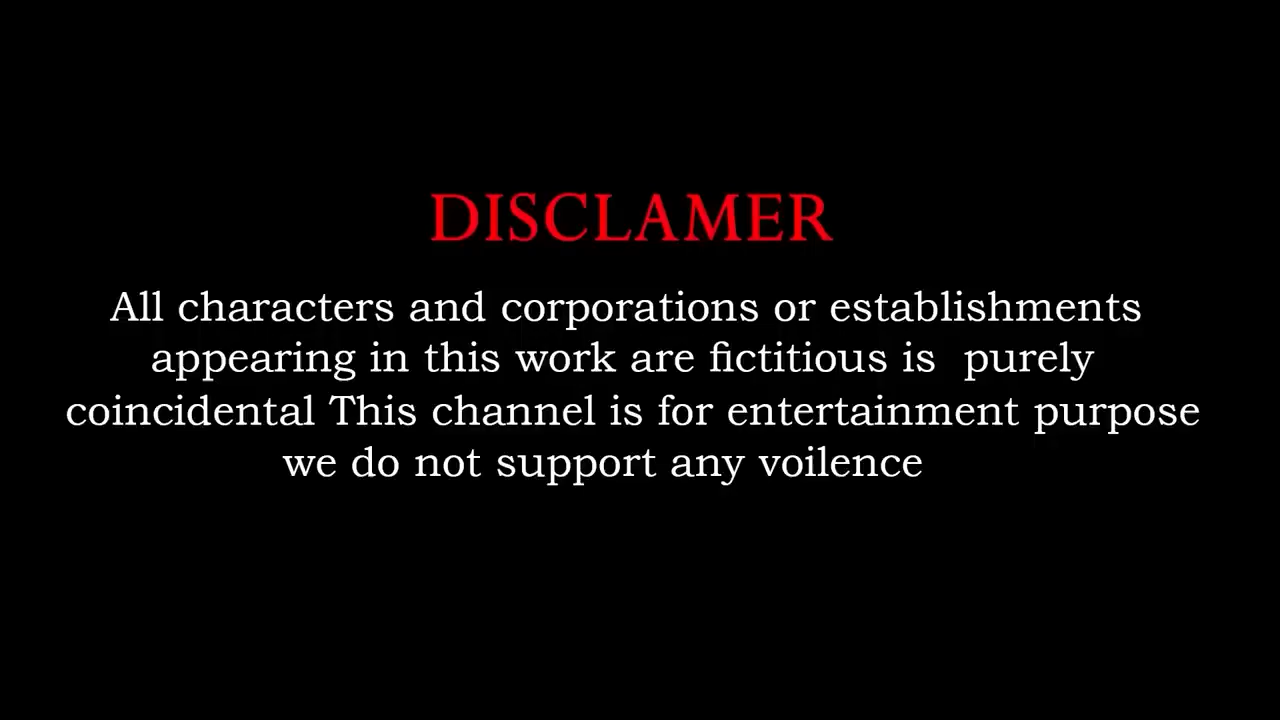 DISCLAMER
All characters and corporations or establishments
appearing in this work are fictitious is  purely
coincidental This channel is for entertainment purpose
we do not support any voilence